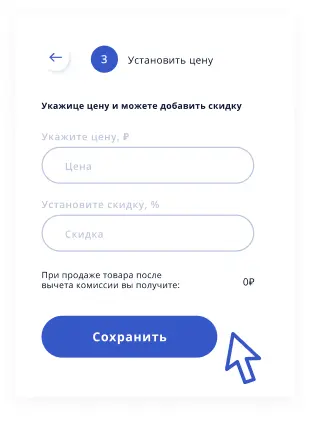 3 Установить цену
Укажице цену и можете добавить скидку
Укажите цену, ₽
Цена
Установите скидку, %
Скидка
При продаже товара после
вычета комиссии вы получите:
0₽
Сохранить